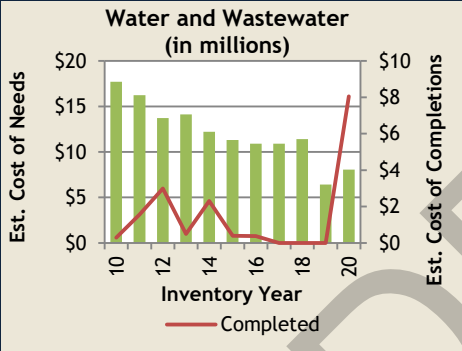 Water and Wastewater
(in millions)
Est. Cost of Needs
$20
$15
$10
$5
$0
$10
$8
$6
$4
$2
$0
Est. Cost of Completions
10
12
14
16
18
20
Inventory Year
Completed